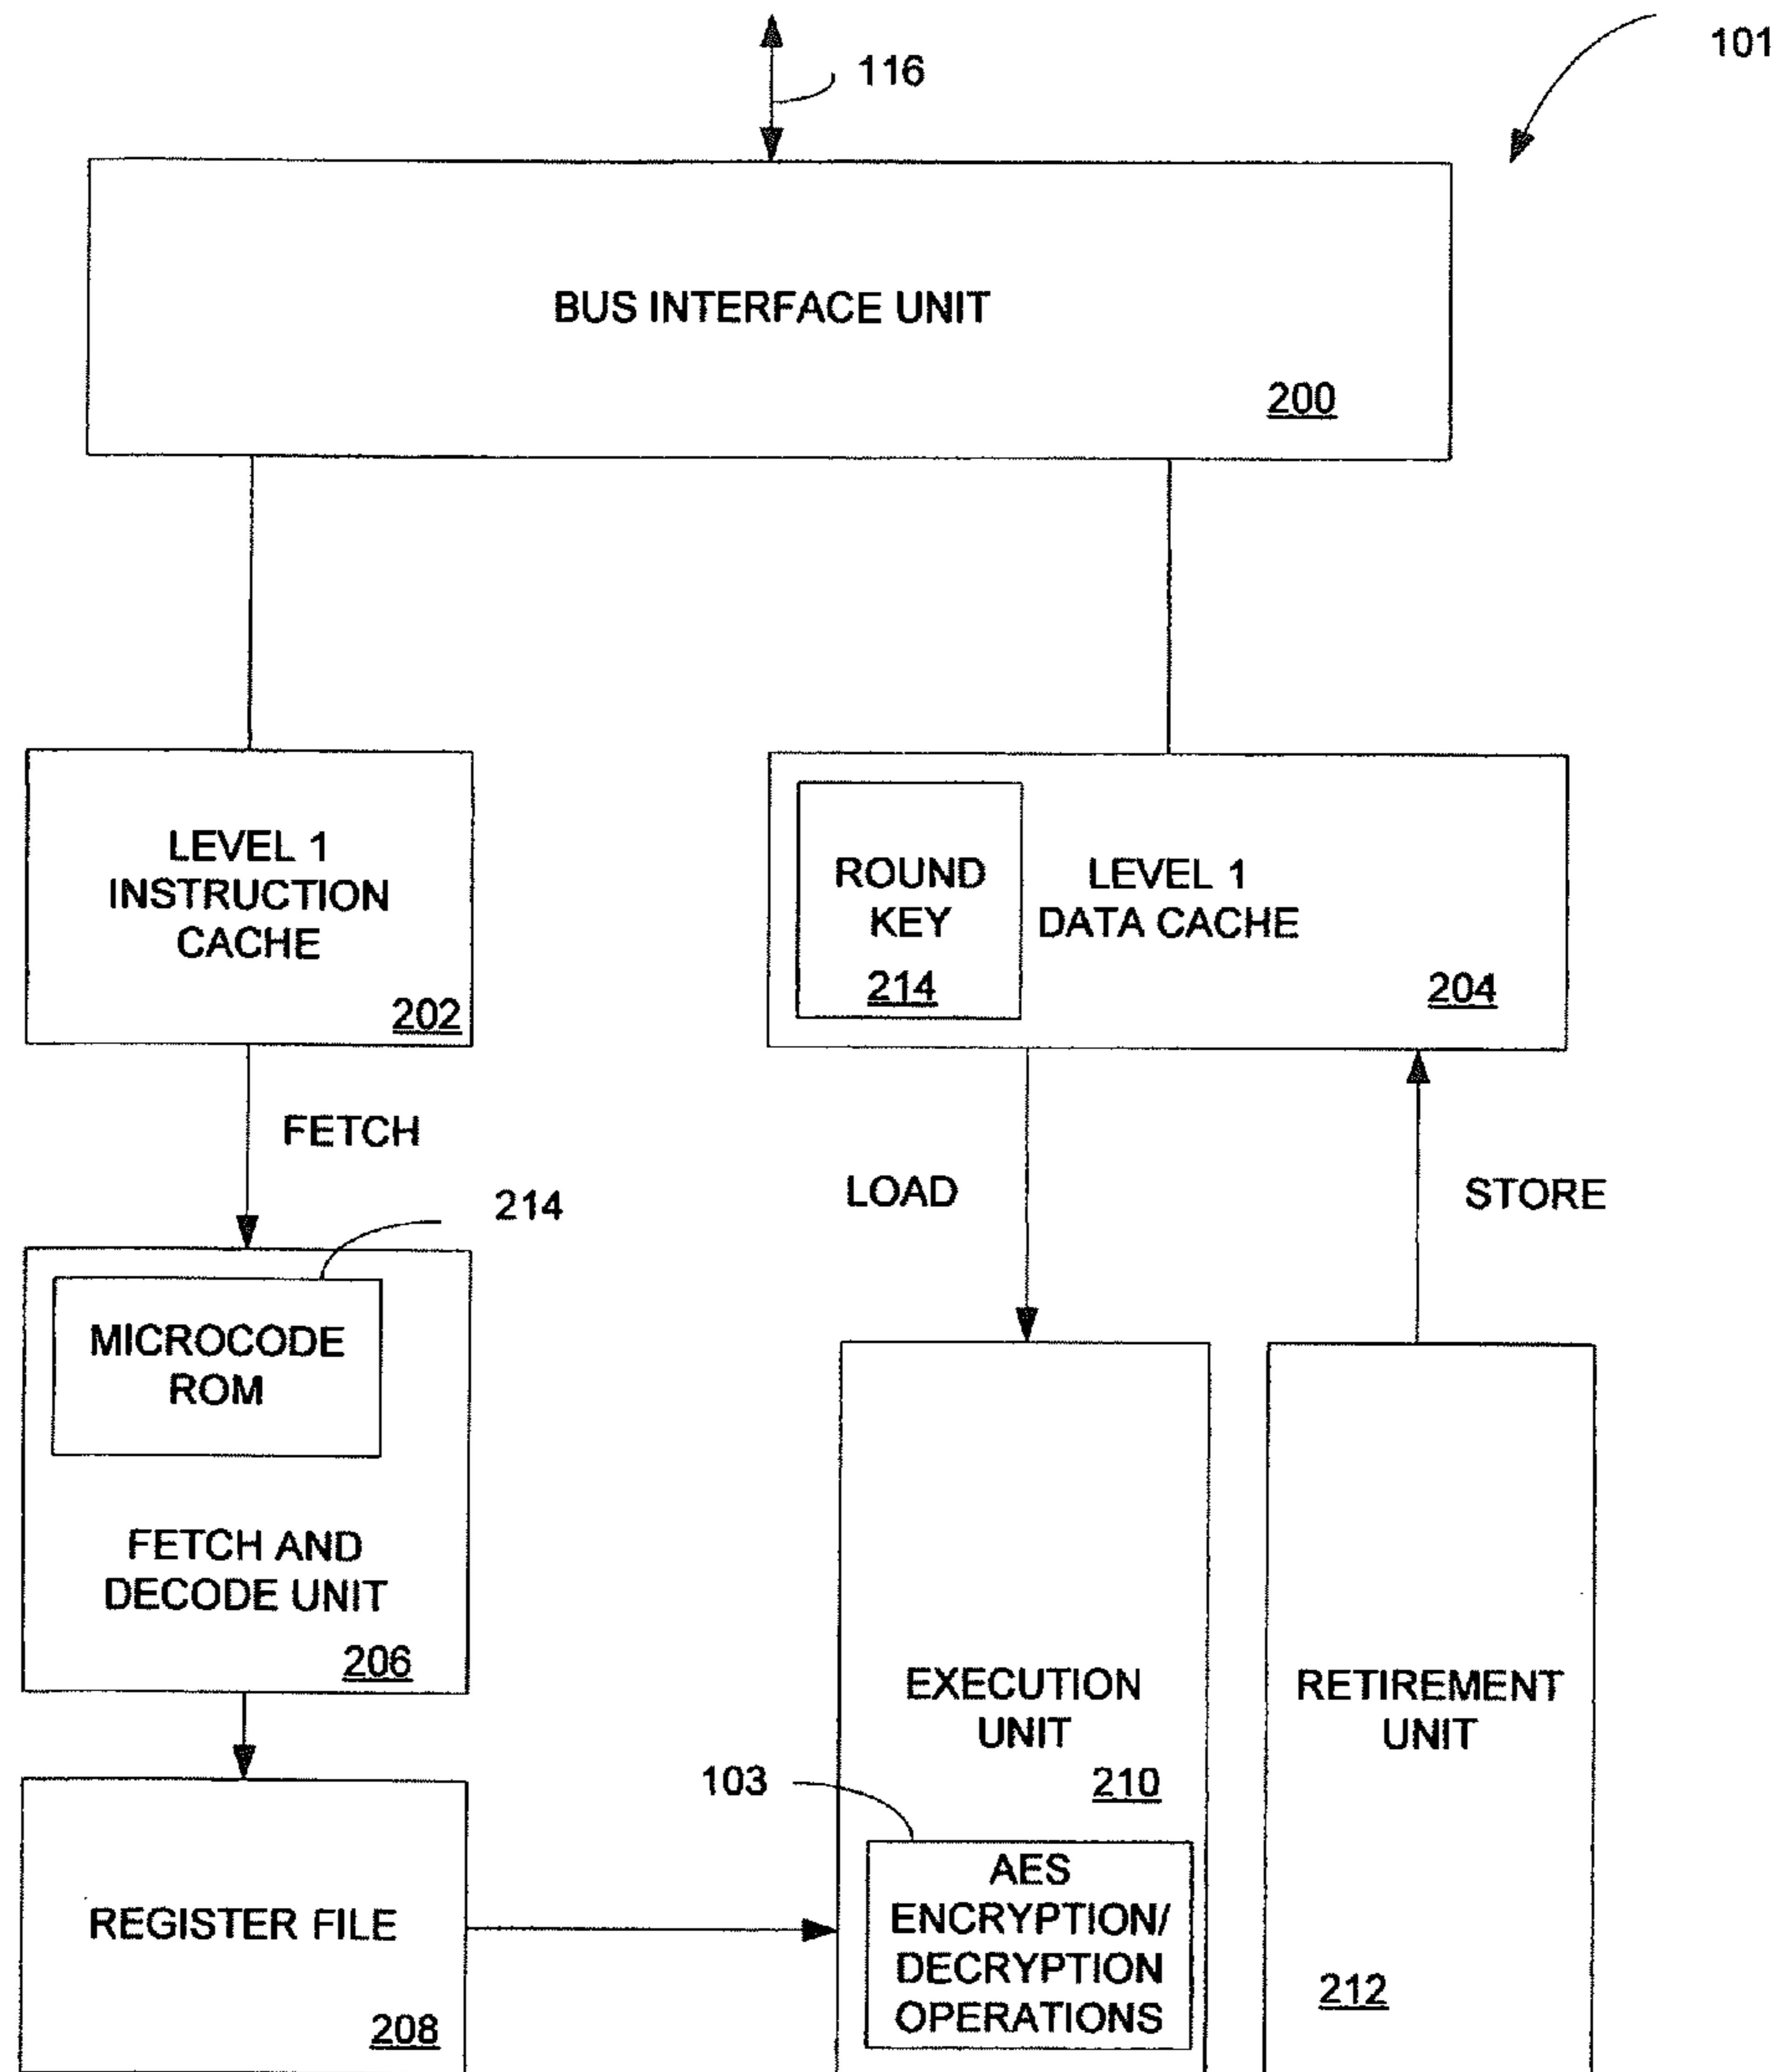 116
101
BUS INTERFACE UNIT
200
LEVEL 1
INSTRUCTION
CACHE
202
ROUND
KEY
214
LEVEL 1
DATA CACHE
204
FETCH
214
LOAD
STORE
MICROCODE
ROM
FETCH AND
DECODE UNIT
206
EXECUTION
UNIT
210
RETIREMENT
UNIT
212
103
AES
ENCRYPTION/
DECRYPTION
OPERATIONS
REGISTER FILE
208